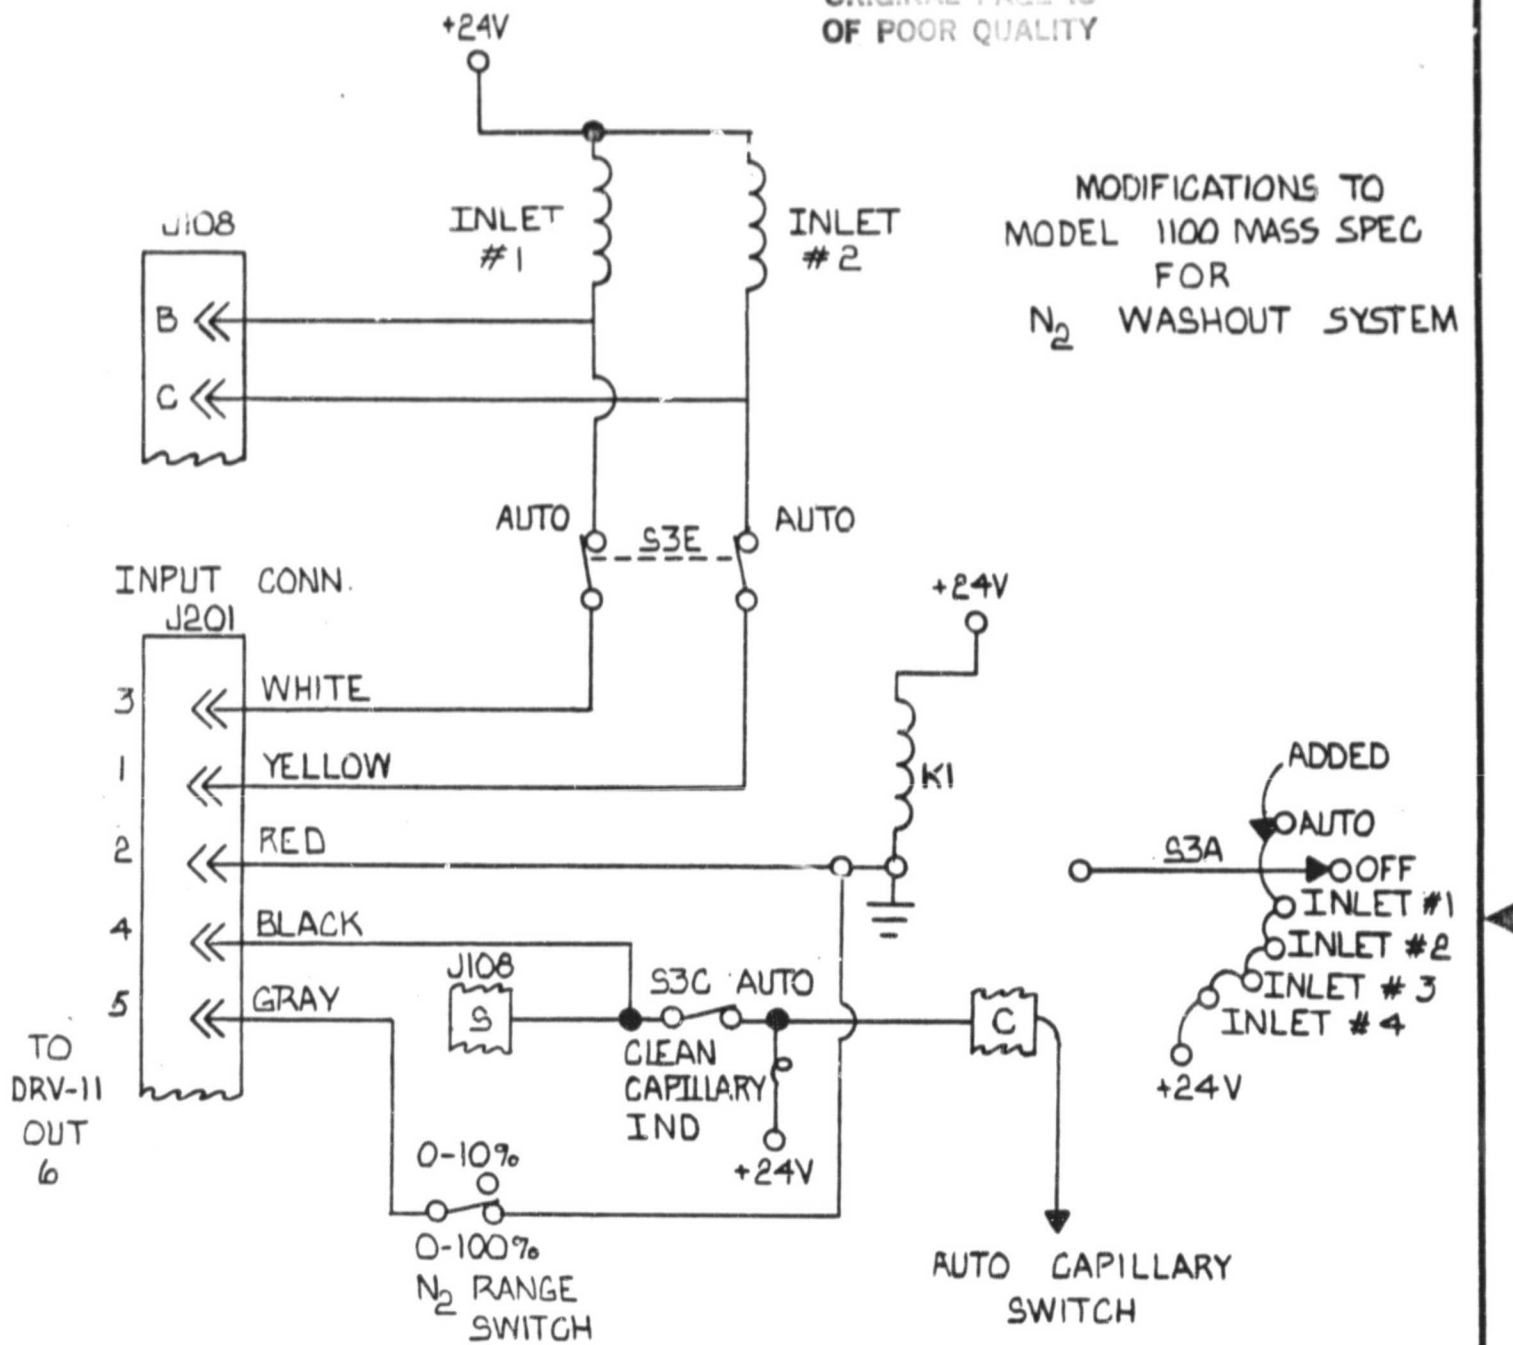 OF POOR QUALITY
+24V
MODIFICATIONS TO
MODEL 1100 MASS SPEC
FOR
N2 WASHOUT SYSTEM
J108
INLET
#1
INLET
#2
B
C
AUTO
S3E
AUTO
INPUT CONN.
J201
+24V
3
WHITE
1
YELLOW
K1
2
RED
ADDED
AUTO
S3A
OFF
INLET #1
INLET #2
INLET #3
INLET #4
+24V
4
BLACK
J108
S
S3C AUTO
C
5
GRAY
CLEAN
CAPILLARY
IND
+24V
TO
DRV-11
OUT
6
0-10%
0-100%
N2 RANGE
SWITCH
AUTO CAPILLARY
SWITCH